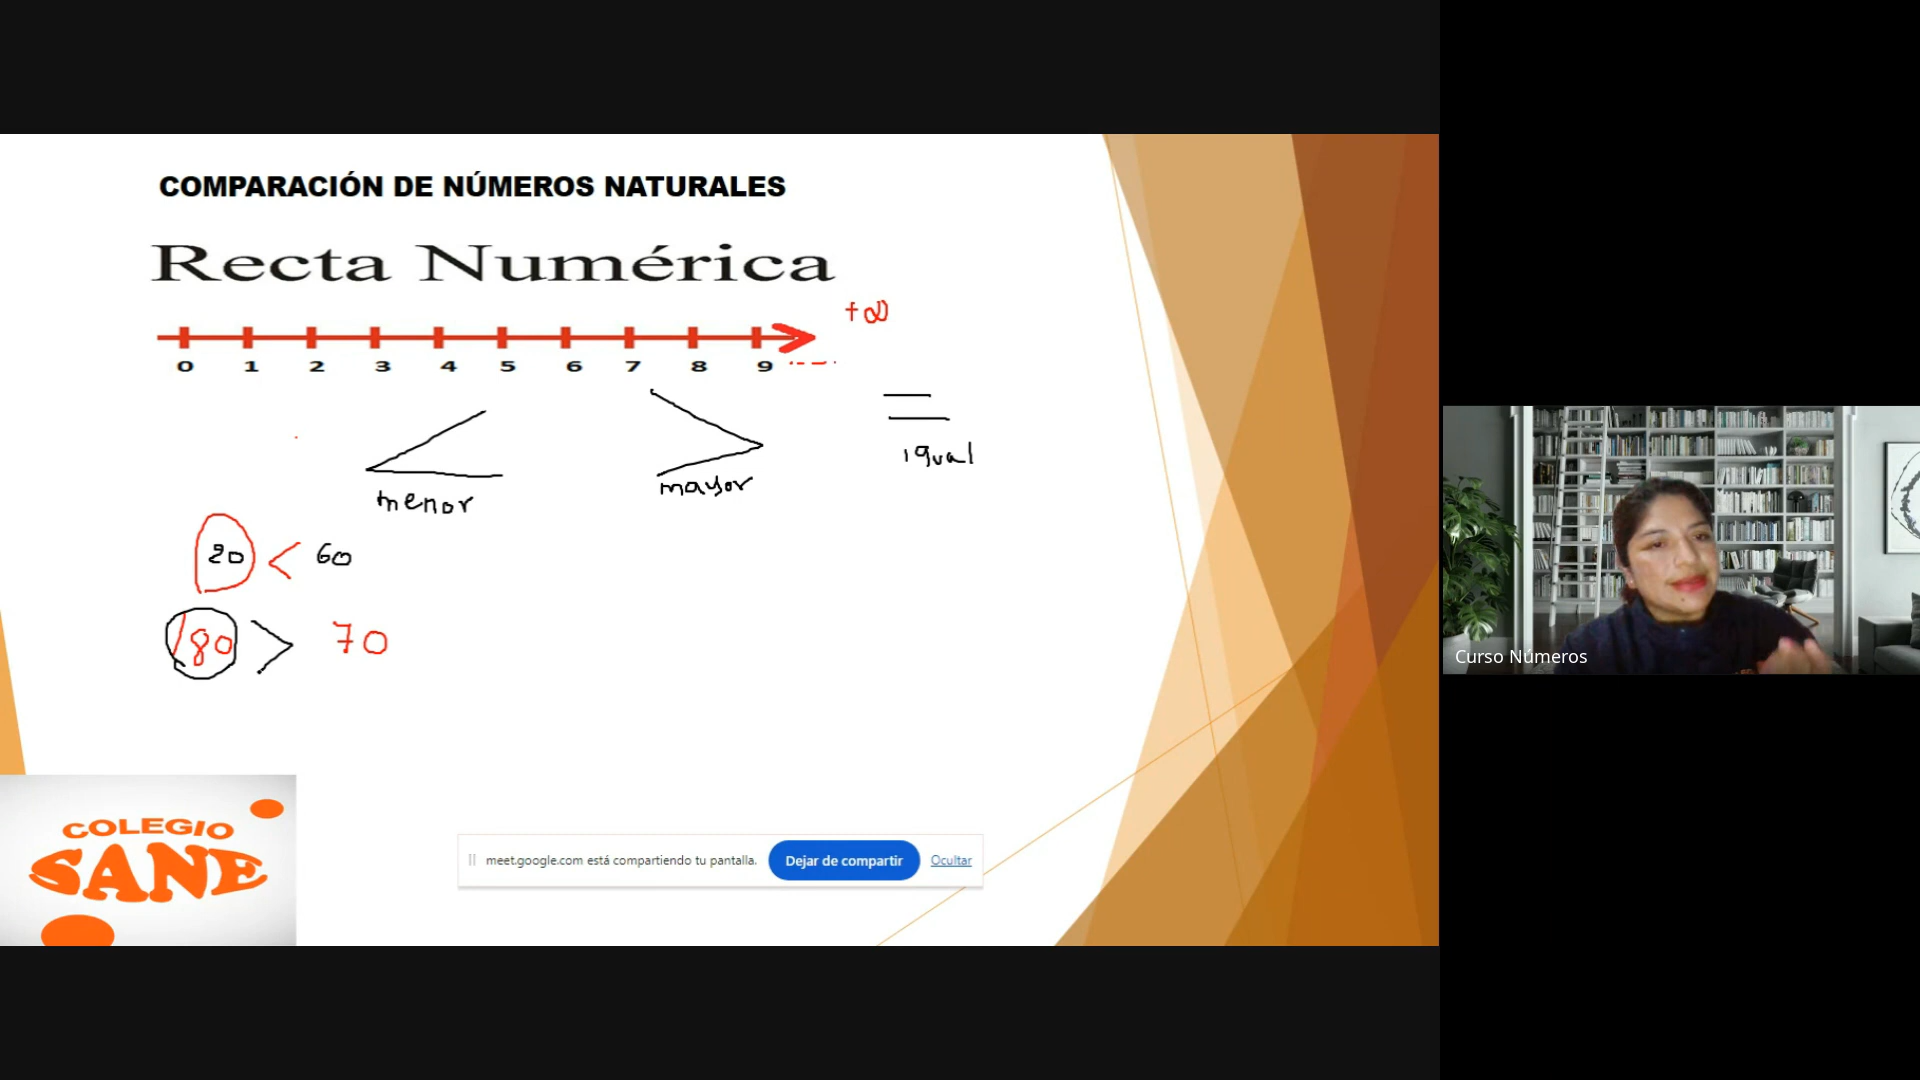 COMPARACIÓN DE NÚMEROS NATURALES
Recta Numérica
+∞
0 1 2 3 4 5 6 7 8 9
menor
mayor
=
igual
20 < 60
180 > 70
COLEGIO
SANE
meet.google.com está compartiendo tu pantalla. Dejar de compartir Ocultar
Curso Números